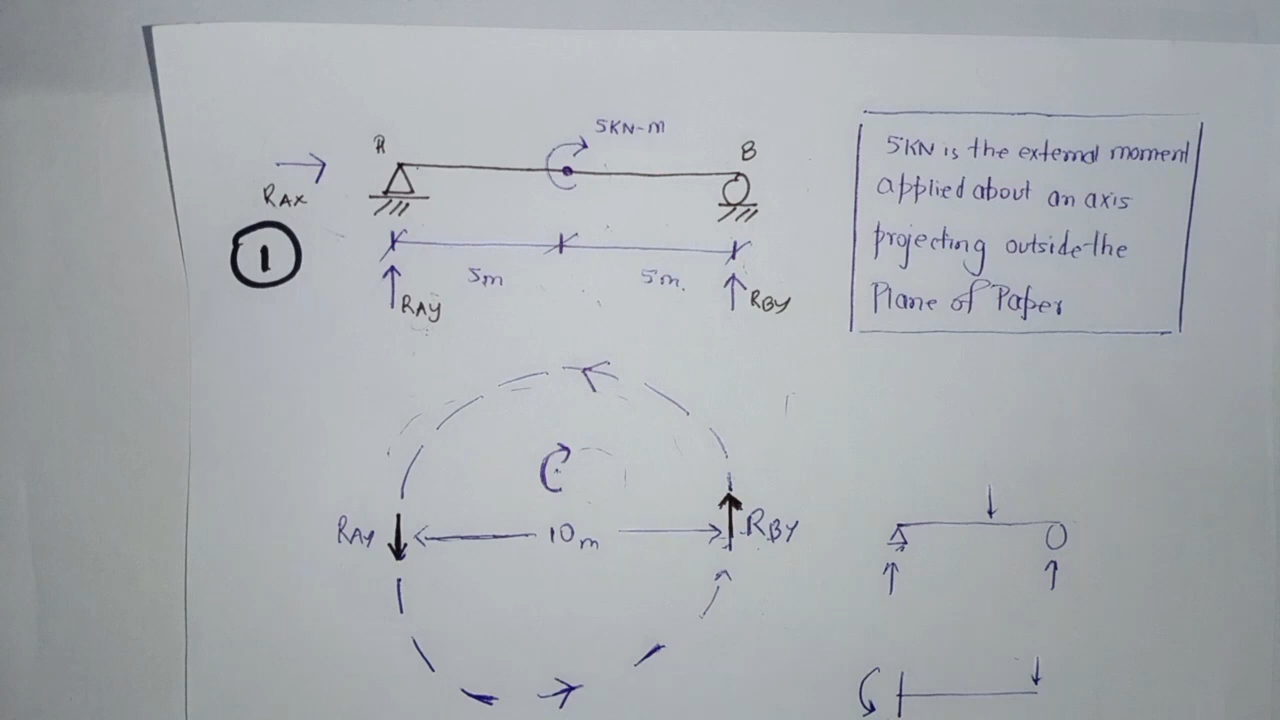 5KN-m
A
B
RAX
1
5m
5m.
RAY
RBY
5KN is the external moment
applied about an axis
projecting outside the
Plane of Paper
RAY
10m
RBY